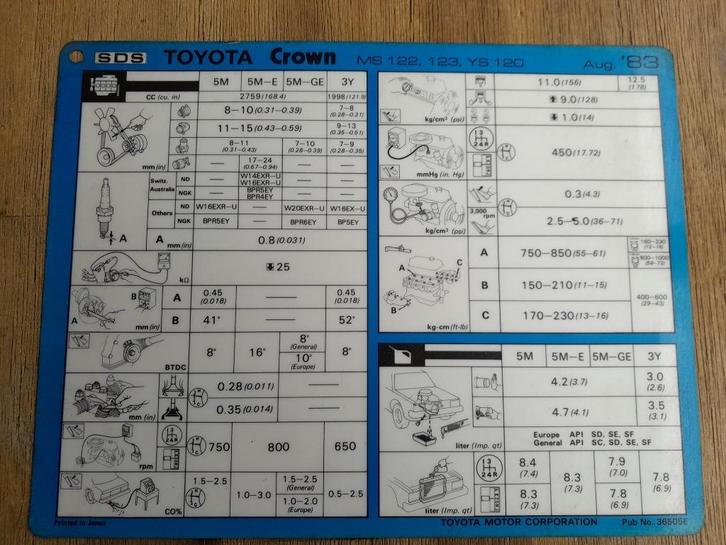 SDS TOYOTA Crown MS 122, 123, YS 120 Aug. '83
5M 5M-E 5M-GE 3Y
CC (cu. in) 2759 (168.4) 1998 (121.9)
8-10 (0.31-0.39) 7-8 (0.28-0.31)
11-15 (0.43-0.59) 9-13 (0.35-0.51)
8-11 (0.31-0.43) 7-10 (0.28-0.39) 7-9 (0.28-0.35)
mm (in) — 17-24 (0.67-0.94) — —
Switz. Australia ND — W14EXR-U W16EXR-U — —
NGK — BPR5EY BPR4EY — —
Others ND W16EXR-U — W20EXR-U W16EX-U
NGK BPR5EY — BPR6EY BP5EY
A A mm (in) 0.8 (0.031)
kΩ 25
A B A 0.45 (0.018) — — 0.45 (0.018)
mm (in) B 41° — — 52°
BTDC 8° 16° 8° (General) 10° (Europe) 8°
0.28 (0.011) —
mm (in) 0.35 (0.014) —
rpm 750 800 650
CO% 1.5-2.5 1.0-3.0 1.5-2.5 (General) 1.0-2.0 (Europe) 0.5-2.5
Printed in Japan
11.0 (156) 12.5 (178)
9.0 (128)
kg/cm² (psi) 1.0 (14)
1 3 2 4 R
mmHg (in. Hg) 450 (17.72)
0.3 (4.3)
3,000 rpm
kg/cm² (psi) 2.5-5.0 (36-71)
A 750-850 (55-61)
A C B
B 150-210 (11-15) 400-600 (29-43)
kg-cm (ft-lb) C 170-230 (13-16)
5M 5M-E 5M-GE 3Y
4.2 (3.7) 3.0 (2.6)
4.7 (4.1) 3.5 (3.1)
liter (Imp. qt) Europe API SD, SE, SF
General API SC, SD, SE, SF
1 3 2 4 R 8.4 (7.4) 8.3 (7.3) 7.9 (7.0) 7.8 (6.9)
liter (Imp. qt) 8.3 (7.3) 7.8 (6.9)
TOYOTA MOTOR CORPORATION Pub No. 36505E